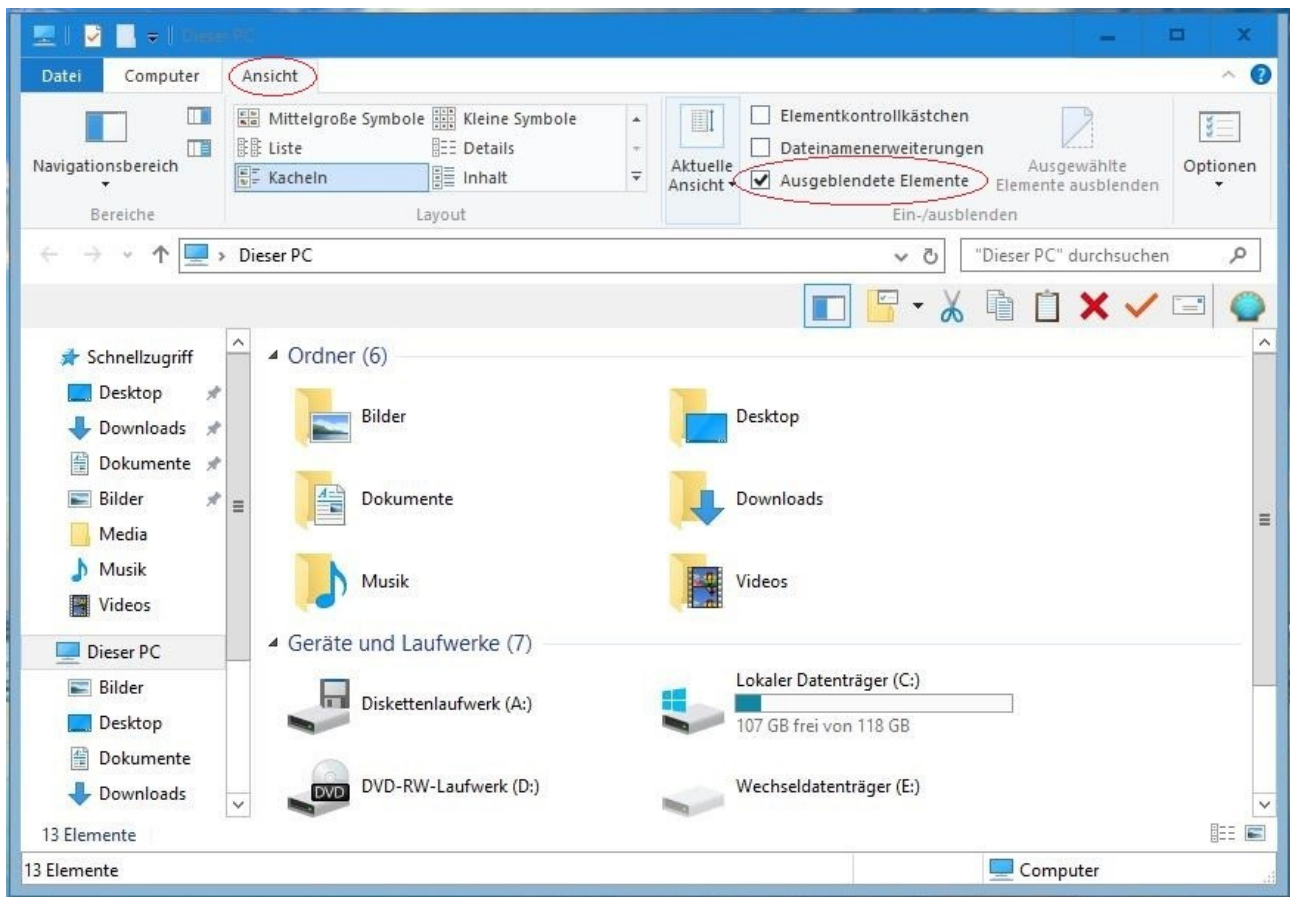 Dieser PC
Datei Computer Ansicht
Mittelgroße Symbole Kleine Symbole
Liste Details
Kacheln Inhalt
Navigationsbereich
Bereiche
Layout
Aktuelle Ansicht
Elementkontrollkästchen
Dateinamenerweiterungen
Ausgeblendete Elemente
Ausgewählte
Elemente ausblenden
Ein-/ausblenden
Optionen
Dieser PC
"Dieser PC" durchsuchen
Schnellzugriff
Desktop
Downloads
Dokumente
Bilder
Media
Musik
Videos
Dieser PC
Bilder
Desktop
Dokumente
Downloads
Ordner (6)
Bilder Desktop
Dokumente Downloads
Musik Videos
Geräte und Laufwerke (7)
Diskettenlaufwerk (A:)
Lokaler Datenträger (C:)
107 GB frei von 118 GB
DVD
DVD-RW-Laufwerk (D:) Wechseldatenträger (E:)
13 Elemente
13 Elemente Computer